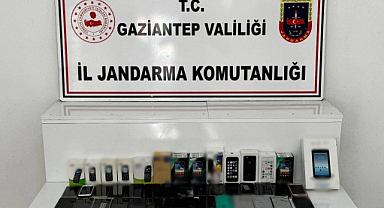 T.C.
GAZİANTEP VALİLİĞİ
İL JANDARMA KOMUTANLIĞI